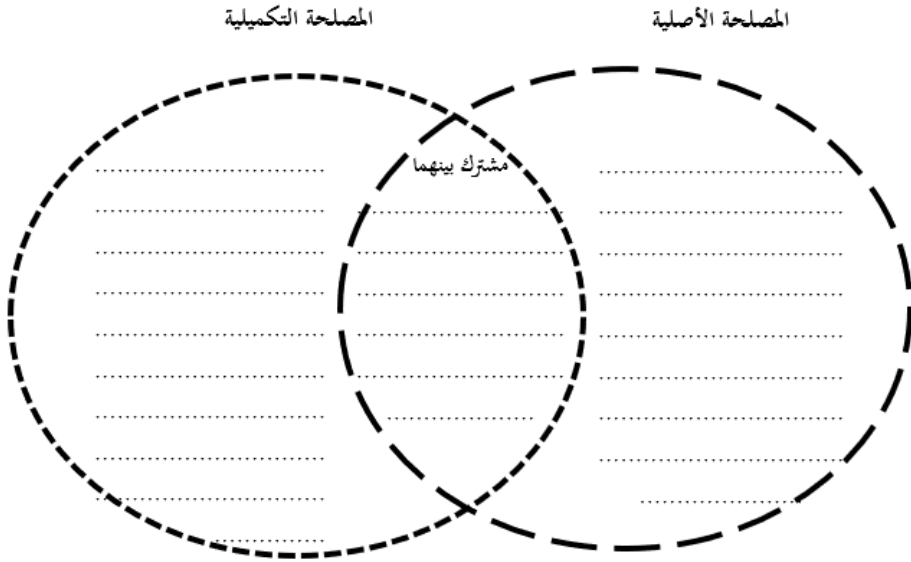 المصلحة الأصلية
المصلحة التكميلية
مشترك بينهما